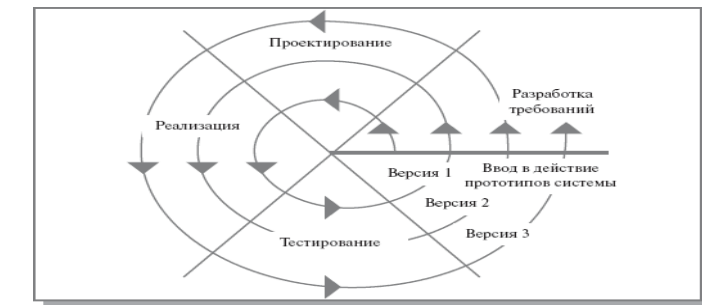 Проектирование
Разработка
требований
Реализация
Версия 1
Ввод в действие
прототипов системы
Версия 2
Версия 3
Тестирование